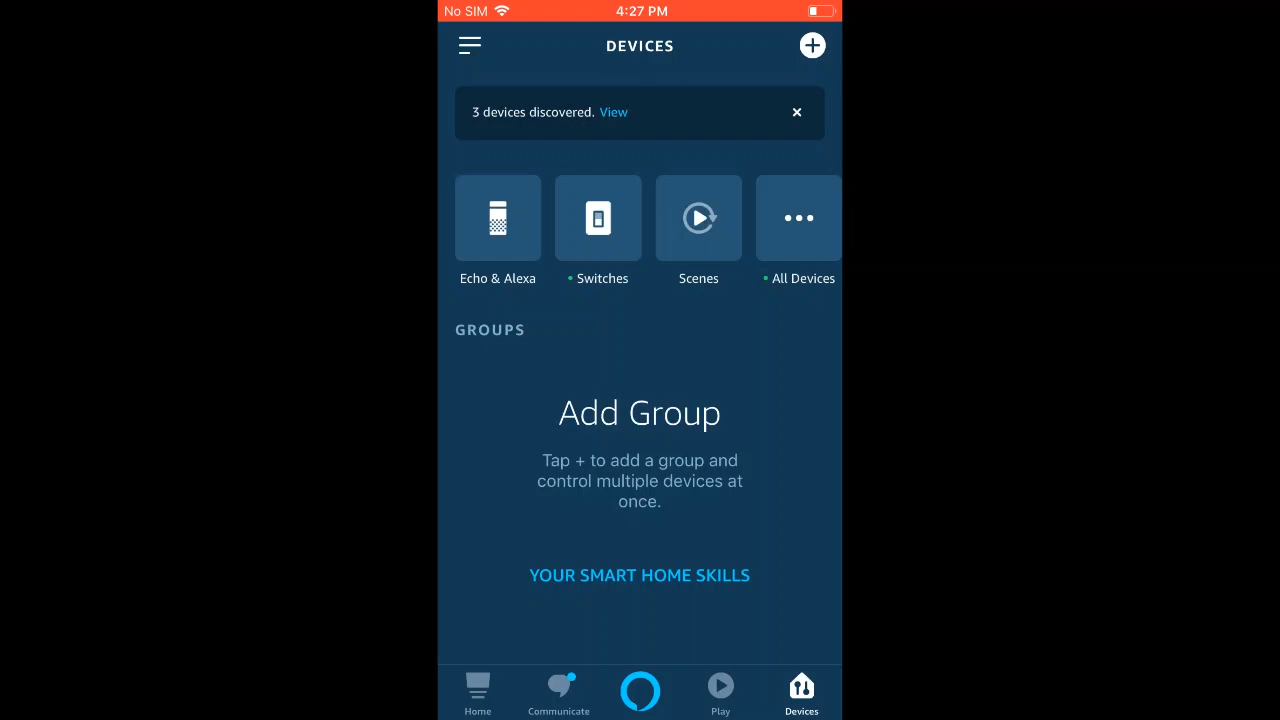 No SIM 4:27 PM
DEVICES
3 devices discovered. View
Echo & Alexa
Switches
Scenes
All Devices
GROUPS
Add Group
Tap + to add a group and
control multiple devices at
once.
YOUR SMART HOME SKILLS
Home
Communicate
Play
Devices